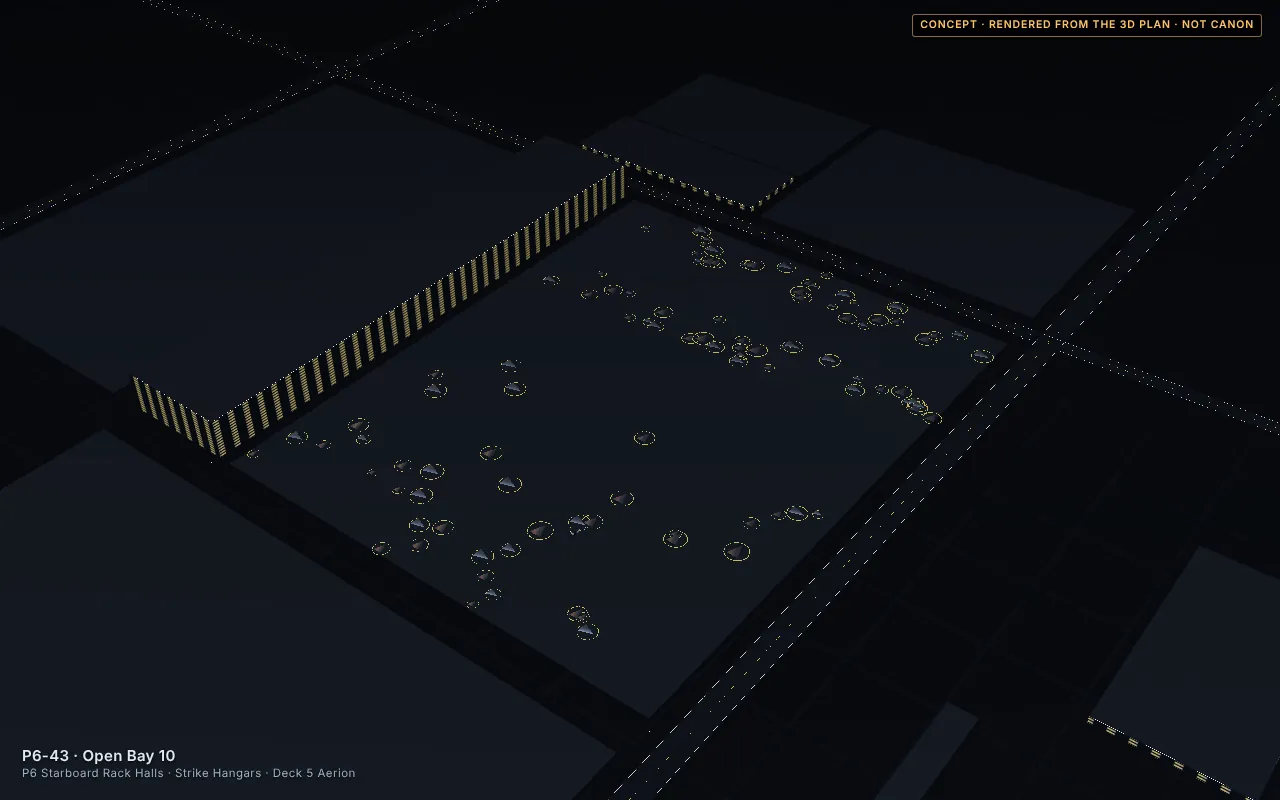 CONCEPT · RENDERED FROM THE 3D PLAN · NOT CANON
P6-43 · Open Bay 10
P6 Starboard Rack Halls · Strike Hangars · Deck 5 Aerion